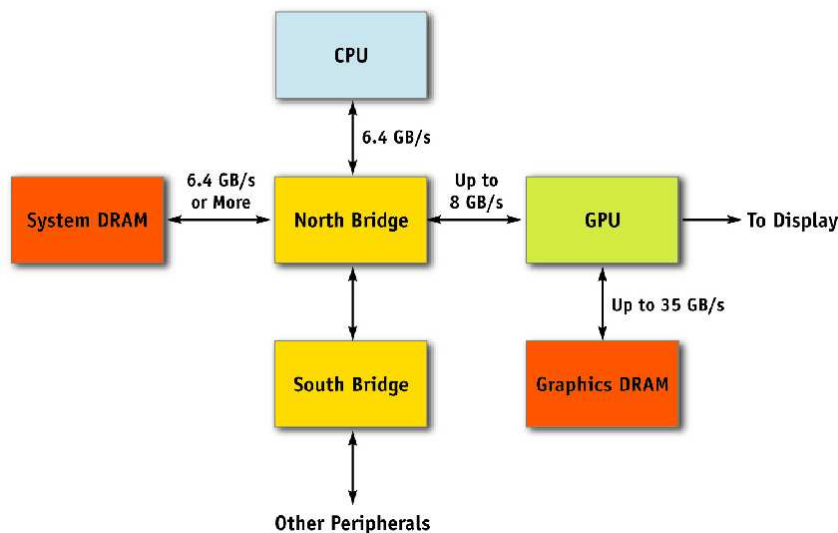 CPU
6.4 GB/s
6.4 GB/s
or More
Up to
8 GB/s
System DRAM
North Bridge
GPU
To Display
Up to 35 GB/s
South Bridge
Graphics DRAM
Other Peripherals